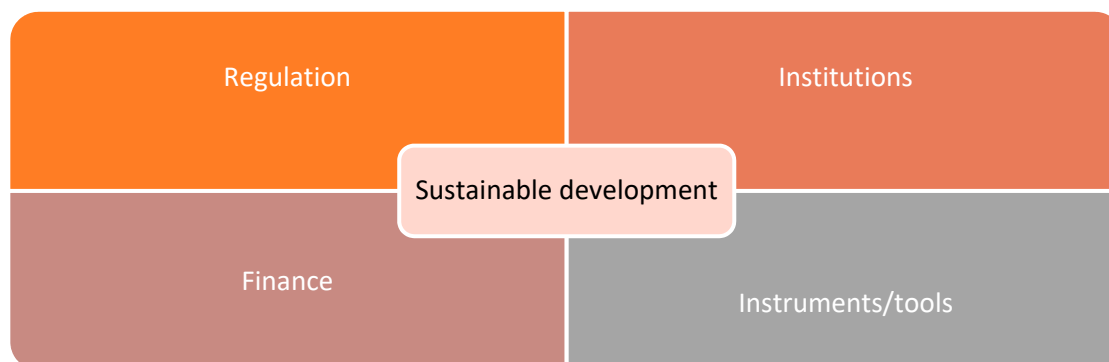 Regulation
Institutions
Sustainable development
Finance
Instruments/tools